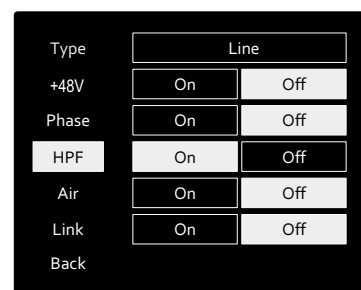 Type Line
+48V On Off
Phase On Off
HPF On Off
Air On Off
Link On Off
Back